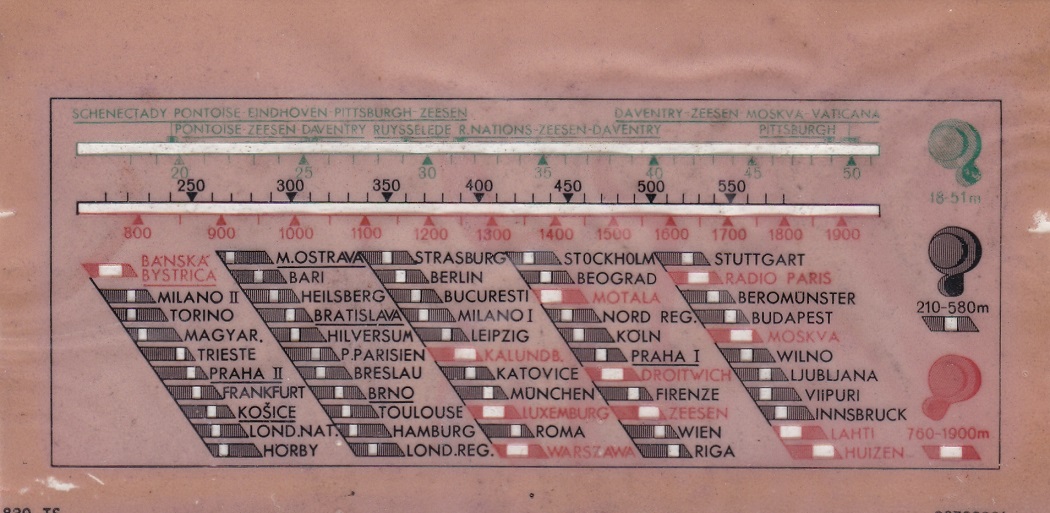 SCHENECTADY PONTOISE-EINDHOVEN-PITTSBURGH-ZEESEN DAVENTRY-ZEESEN MOSKVA VATICANA
PONTOISE-ZEESEN DAVENTRY RUYSSELEDE R.NATIONS-ZEESEN-DAVENTRY PITTSBURGH
20 25 30 35 40 45 50
18-51m
250 300 350 400 450 500 550
800 900 1000 1100 1200 1300 1400 1500 1600 1700 1800 1900
BÁNSKÁ BYSTRICA
MILANO II
TORINO
MAGYAR.
TRIESTE
PRAHA II
FRANKFURT
KOŠICE
LOND.NAT.
HÖRBY
M.OSTRAVA
BARI
HEILSBERG
BRATISLAVA
HILVERSUM
P.PARISIEN
BRESLAU
BRNO
TOULOUSE
HAMBURG
LOND.REG.
STRASBURG
BERLIN
BUCURESTI
MILANO I
LEIPZIG
KALUNDB.
KATOVICE
MÜNCHEN
LUXEMBURG
ROMA
WARSZAWA
STOCKHOLM
BEOGRAD
MOTALA
NORD REG.
KÖLN
PRAHA I
DROITWICH
FIRENZE
ZEESEN
WIEN
RIGA
STUTTGART
RADIO PARIS
BEROMÜNSTER
BUDAPEST
MOSKVA
WILNO
LJUBLJANA
VIIPURI
INNSBRUCK
LAHTI
HUIZEN
210-580m
760-1900m